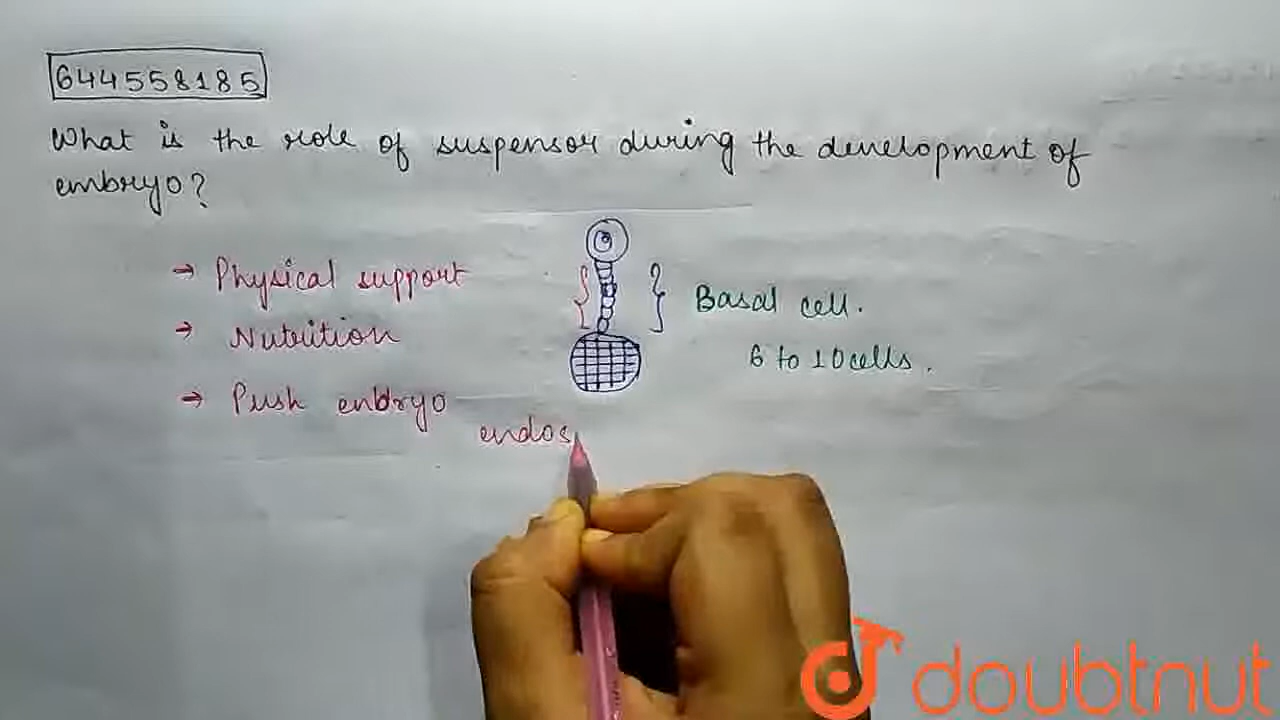 644558185
What is the role of suspensor during the development of
embryo?
→ Physical support
→ Nutrition
→ Push embryo
endos
Basal cell.
6 to 10 cells.
doubtnut